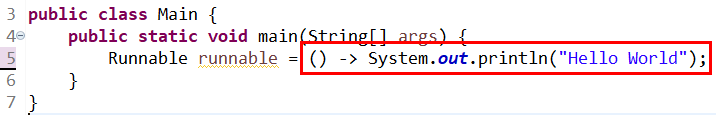 3 public class Main {
4 public static void main(String[] args) {
5 Runnable runnable = () -> System.out.println("Hello World");
6 }
7 }